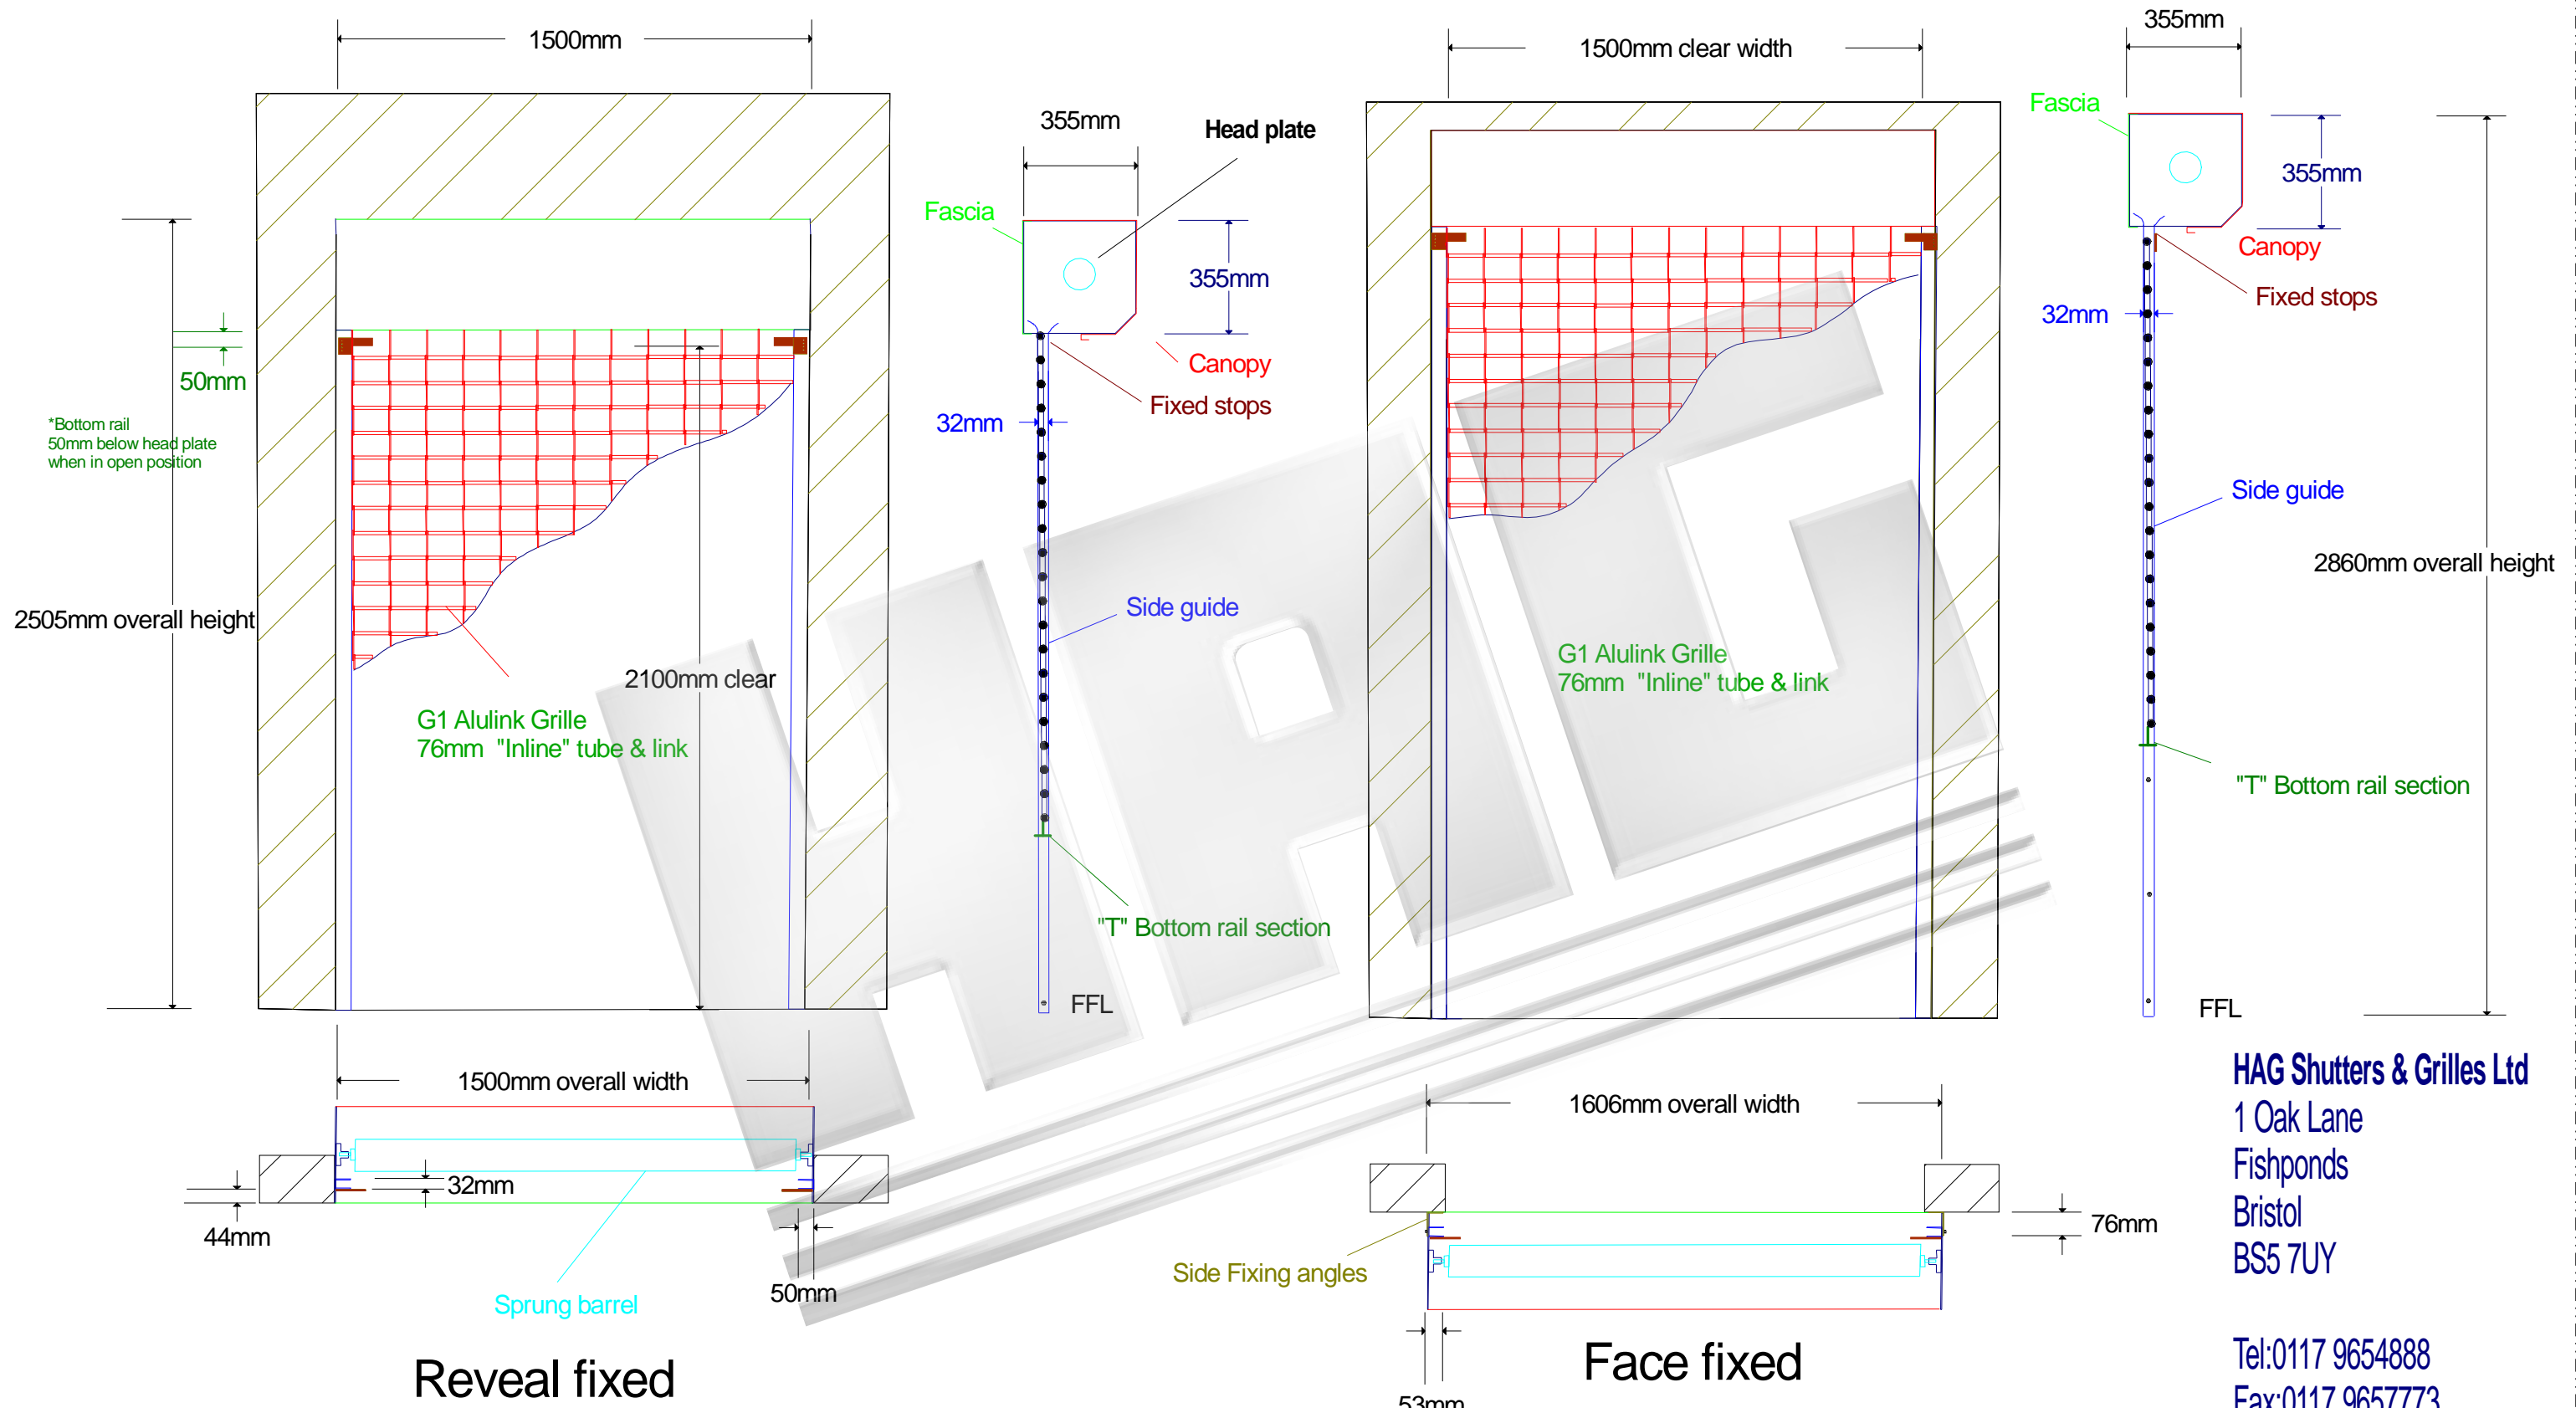 1500mm
355mm
Head plate
Fascia
355mm
Canopy
Fixed stops
32mm
50mm
*Bottom rail
50mm below head plate
when in open position
2505mm overall height
2100mm clear
G1 Alulink Grille
76mm "Inline" tube & link
Side guide
"T" Bottom rail section
FFL
1500mm overall width
32mm
44mm
50mm
Sprung barrel
Reveal fixed
1500mm clear width
355mm
Fascia
355mm
Canopy
Fixed stops
32mm
Side guide
2860mm overall height
G1 Alulink Grille
76mm "Inline" tube & link
"T" Bottom rail section
FFL
1606mm overall width
76mm
Side Fixing angles
53mm
Face fixed
HAG Shutters & Grilles Ltd
1 Oak Lane
Fishponds
Bristol
BS5 7UY
Tel:0117 9654888
Fax:0117 9657773
HAG